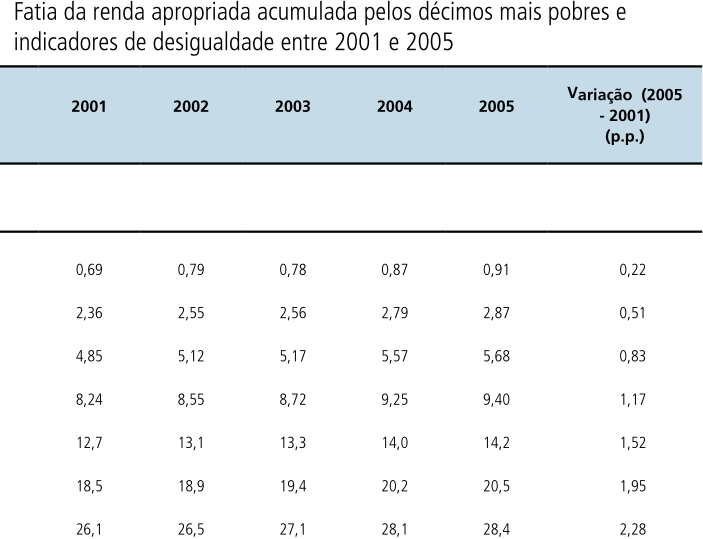 Fatia da renda apropriada acumulada pelos décimos mais pobres e
indicadores de desigualdade entre 2001 e 2005
2001 2002 2003 2004 2005 Variação (2005
- 2001)
(p.p.)
0,69 0,79 0,78 0,87 0,91 0,22
2,36 2,55 2,56 2,79 2,87 0,51
4,85 5,12 5,17 5,57 5,68 0,83
8,24 8,55 8,72 9,25 9,40 1,17
12,7 13,1 13,3 14,0 14,2 1,52
18,5 18,9 19,4 20,2 20,5 1,95
26,1 26,5 27,1 28,1 28,4 2,28